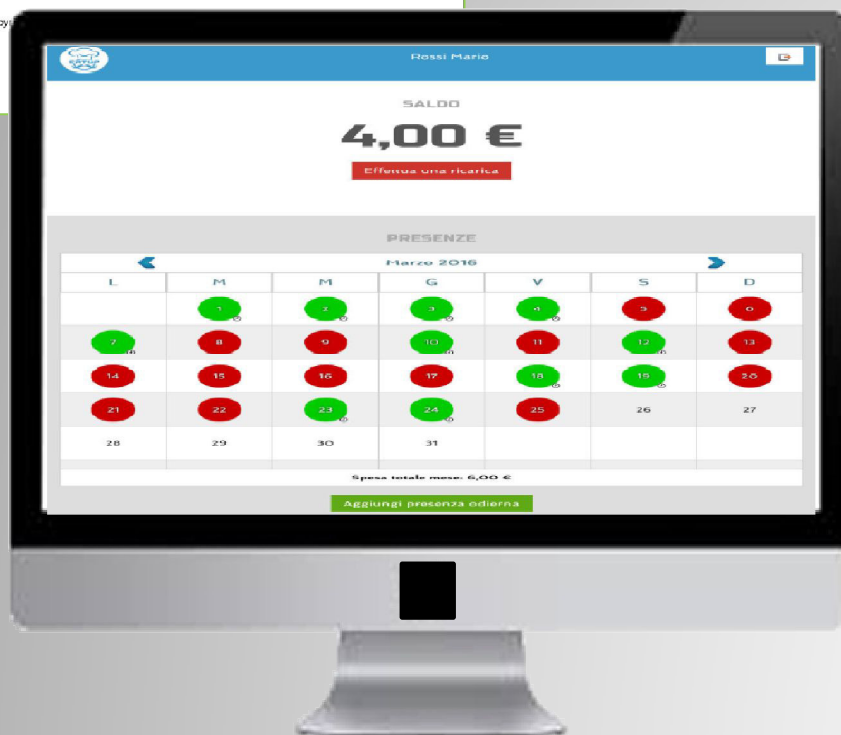 Rossi Mario
SALDO
4,00 €
Effettua una ricarica
PRESENZE
Marzo 2016
L M M G V S D
1 2 3 4 5 6
7 8 9 10 11 12 13
14 15 16 17 18 19 20
21 22 23 24 25 26 27
28 29 30 31
Spesa totale mese: 6,00 €
Aggiungi presenza odierna